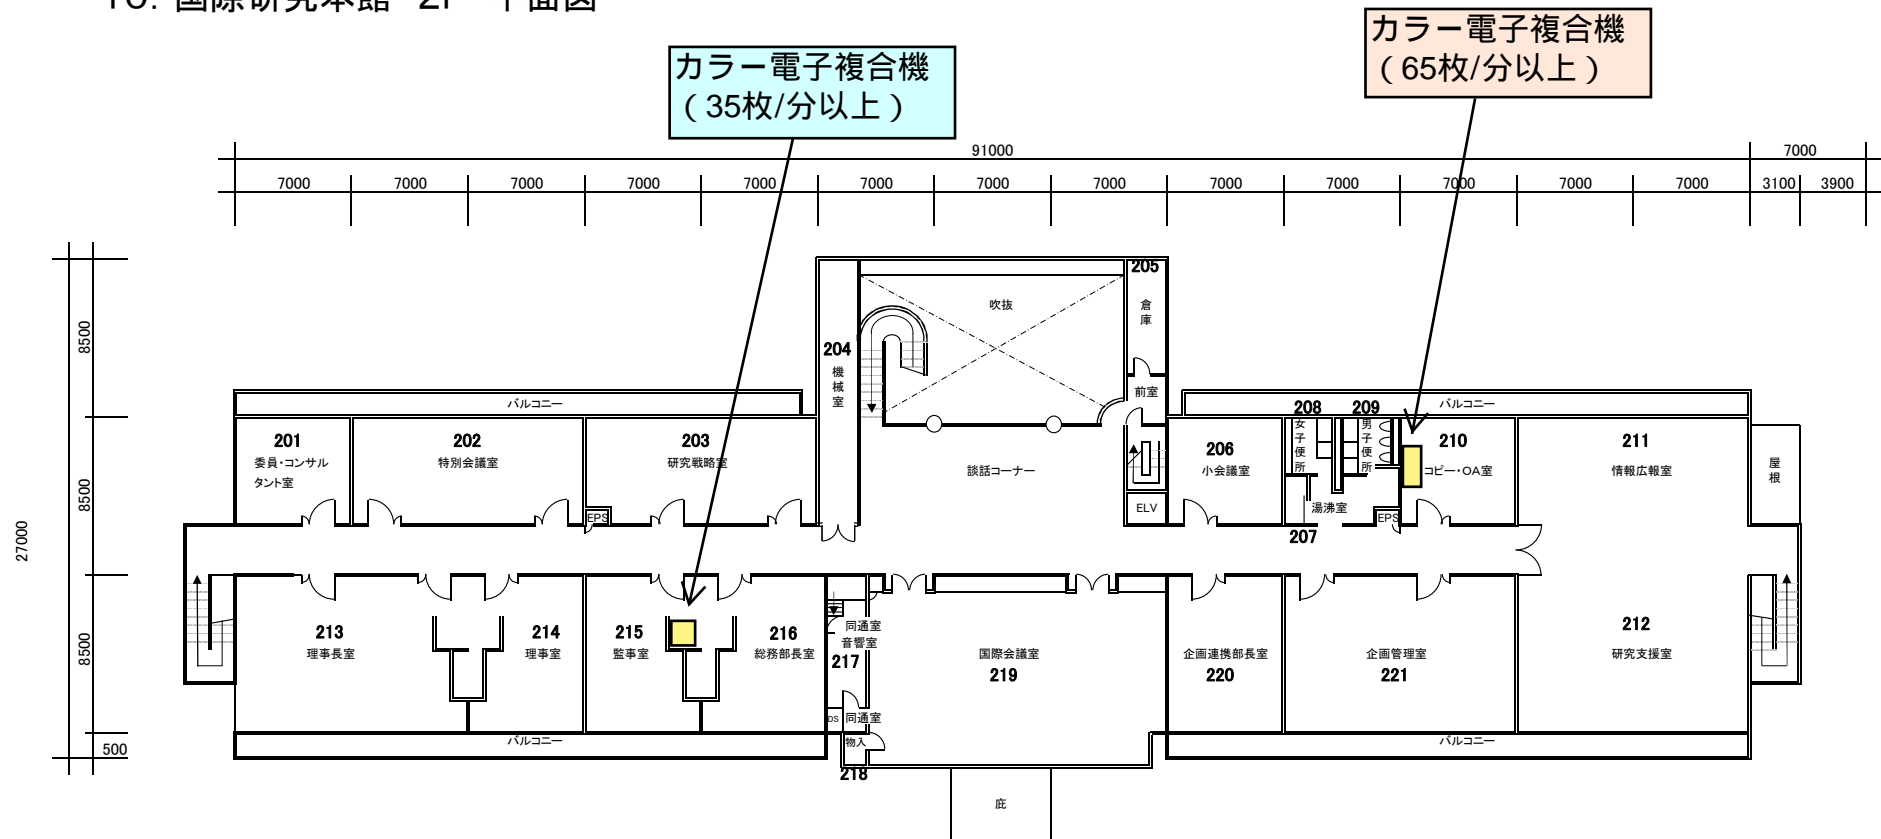 国際研究本館 2F 平面図
カラー電子複合機
（35枚/分以上）
カラー電子複合機
（65枚/分以上）
91000
7000
7000
7000
7000
7000
7000
7000
7000
7000
7000
7000
7000
7000
7000
3100
3900
27000
8500
8500
8500
500
バルコニー
201
委員・コンサル
タント室
202
特別会議室
203
研究戦略室
EPS
204
機械室
吹抜
205
倉庫
前室
談話コーナー
ELV
バルコニー
206
小会議室
208
女子便所
209
男子便所
湯沸室
207
EPS
210
コピー・OA室
211
情報広報室
屋根
213
理事長室
214
理事室
215
監事室
216
総務部長室
同通室
音響室
217
DS
同通室
物入
218
国際会議室
219
企画連携部長室
220
企画管理室
221
212
研究支援室
バルコニー
バルコニー
庇